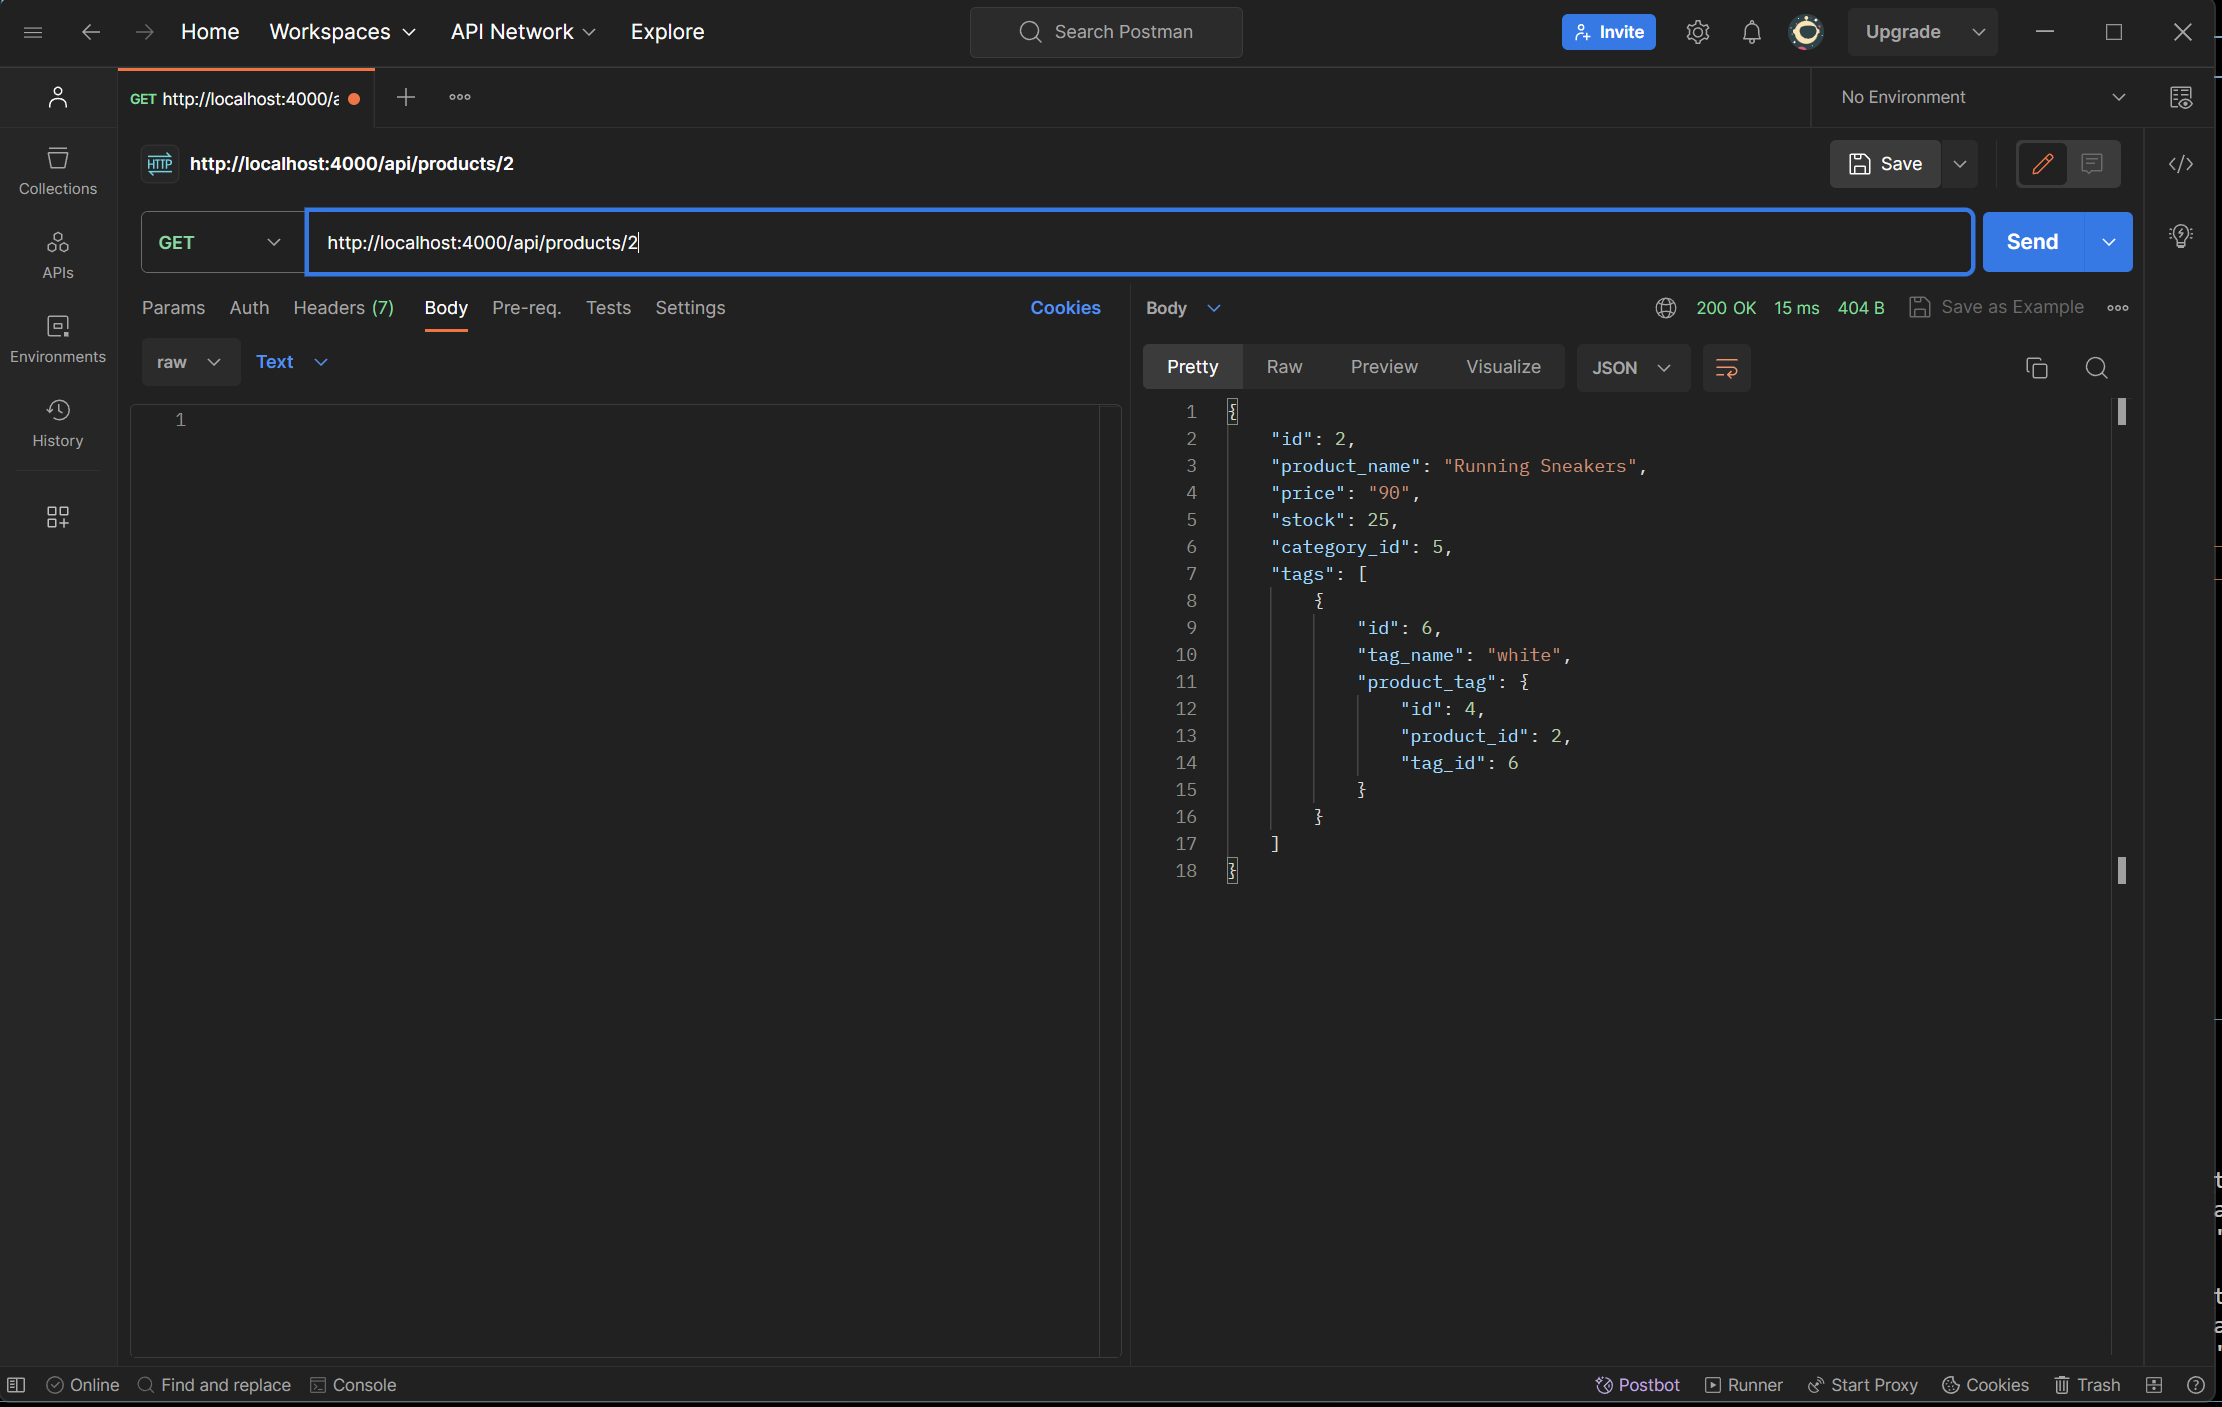 Home Workspaces API Network Explore Search Postman Invite Upgrade
GET http://localhost:4000/a No Environment
HTTP http://localhost:4000/api/products/2 Save
GET http://localhost:4000/api/products/2 Send
Collections
APIs
Environments
History
Params Auth Headers (7) Body Pre-req. Tests Settings Cookies
raw Text
1
Body 200 OK 15 ms 404 B Save as Example
Pretty Raw Preview Visualize JSON
1 {
2 "id": 2,
3 "product_name": "Running Sneakers",
4 "price": "90",
5 "stock": 25,
6 "category_id": 5,
7 "tags": [
8 {
9 "id": 6,
10 "tag_name": "white",
11 "product_tag": {
12 "id": 4,
13 "product_id": 2,
14 "tag_id": 6
15 }
16 }
17 ]
18 }
Online Find and replace Console Postbot Runner Start Proxy Cookies Trash